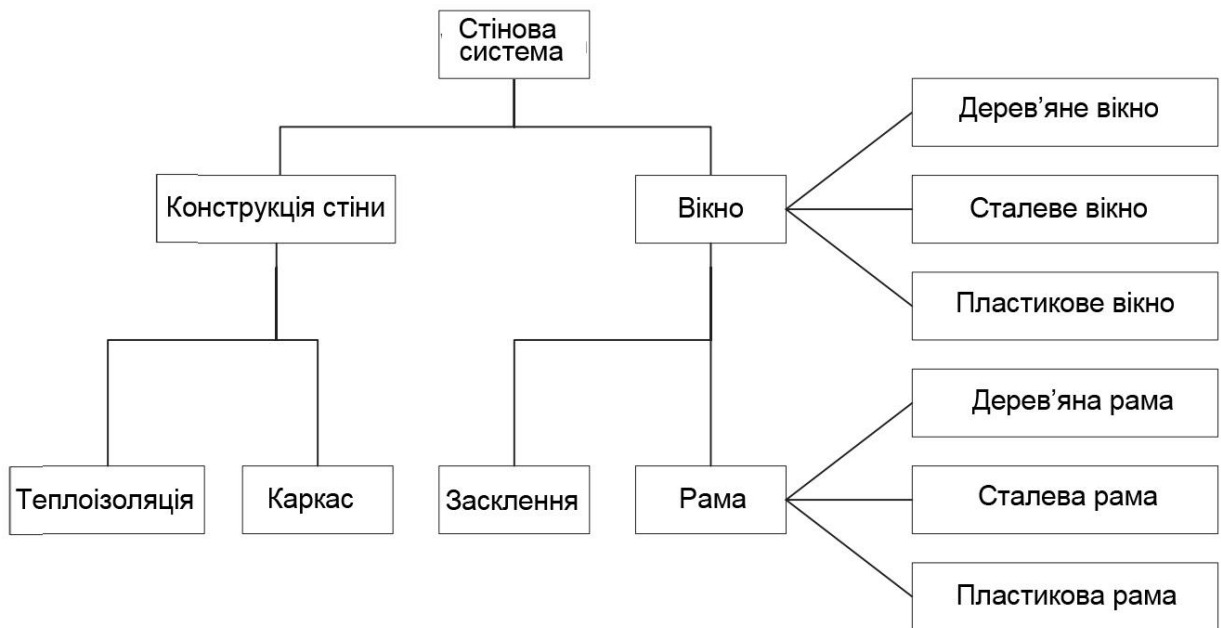 Стінова
система
Дерев’яне вікно
Конструкція стіни
Вікно
Сталеве вікно
Пластикове вікно
Дерев’яна рама
Теплоізоляція
Каркас
Засклення
Рама
Сталева рама
Пластикова рама